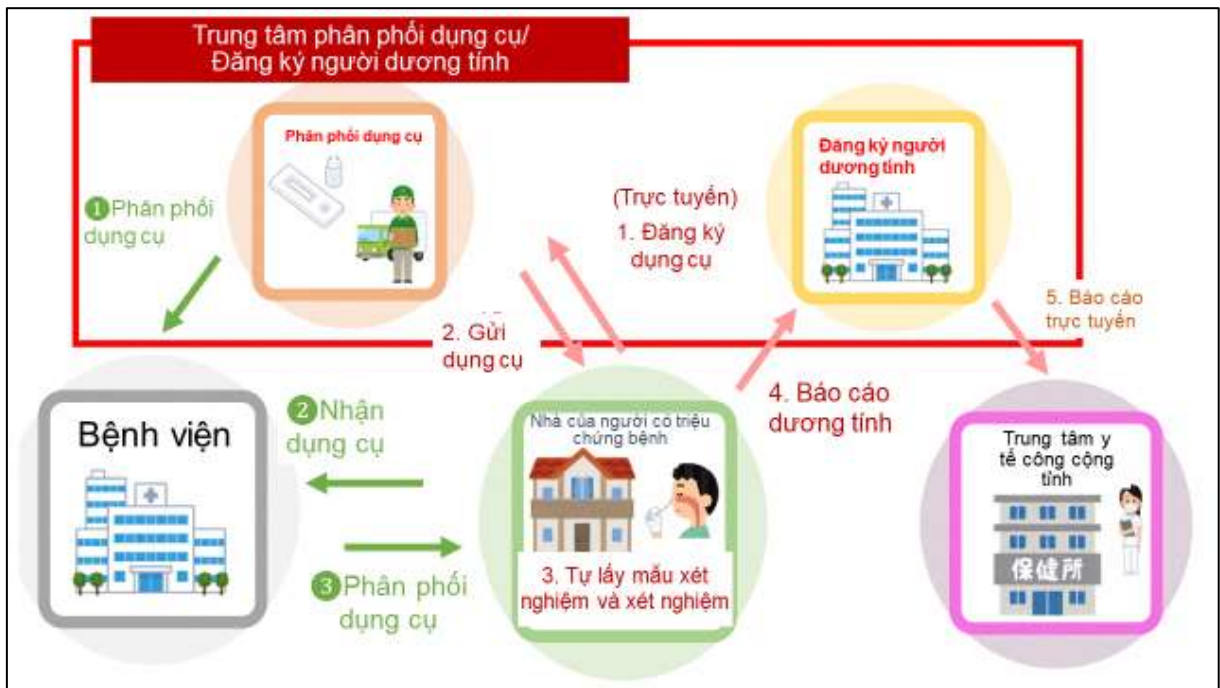 Trung tâm phân phối dụng cụ/
Đăng ký người dương tính
Phân phối dụng cụ
Đăng ký người
dương tính
❶Phân phối
dụng cụ
(Trực tuyến)
1. Đăng ký
dụng cụ
2. Gửi
dụng cụ
5. Báo cáo
trực tuyến
4. Báo cáo
dương tính
Bệnh viện
❷Nhận
dụng cụ
❸Phân phối
dụng cụ
Nhà của người có triệu
chứng bệnh
3. Tự lấy mẫu xét
nghiệm và xét nghiệm
Trung tâm y
tế công cộng
tỉnh
保健所